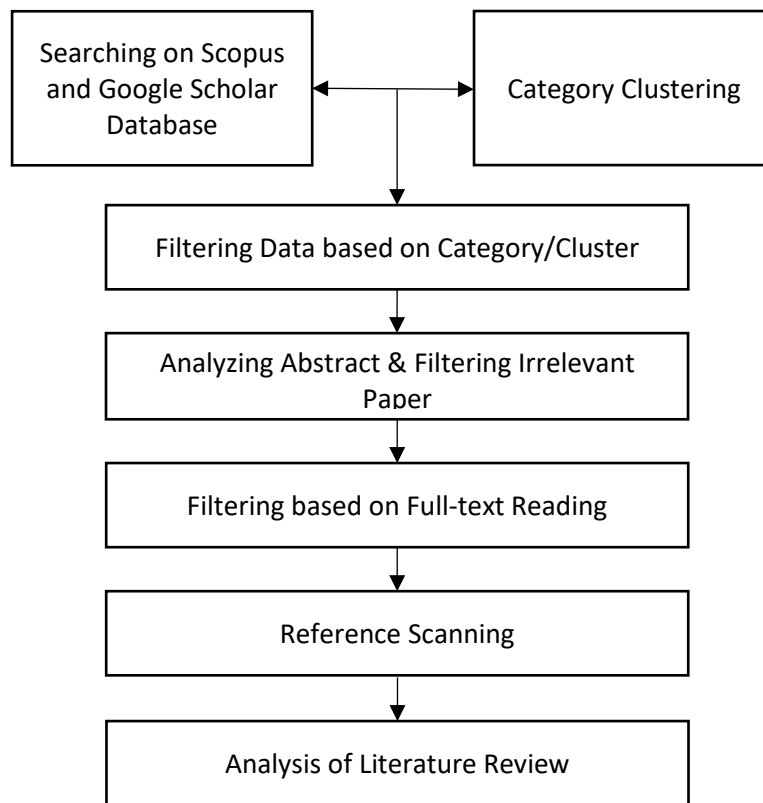 Searching on Scopus
and Google Scholar
Database
Category Clustering
Filtering Data based on Category/Cluster
Analyzing Abstract & Filtering Irrelevant
Paper
Filtering based on Full-text Reading
Reference Scanning
Analysis of Literature Review